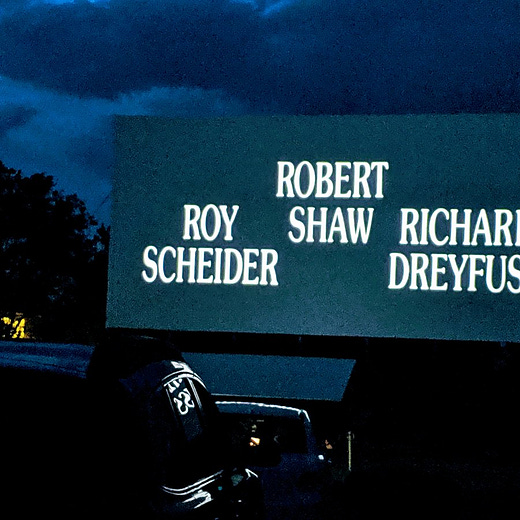 ROBERT
SHAW
ROY
SCHEIDER
RICHAR
DREYFUS